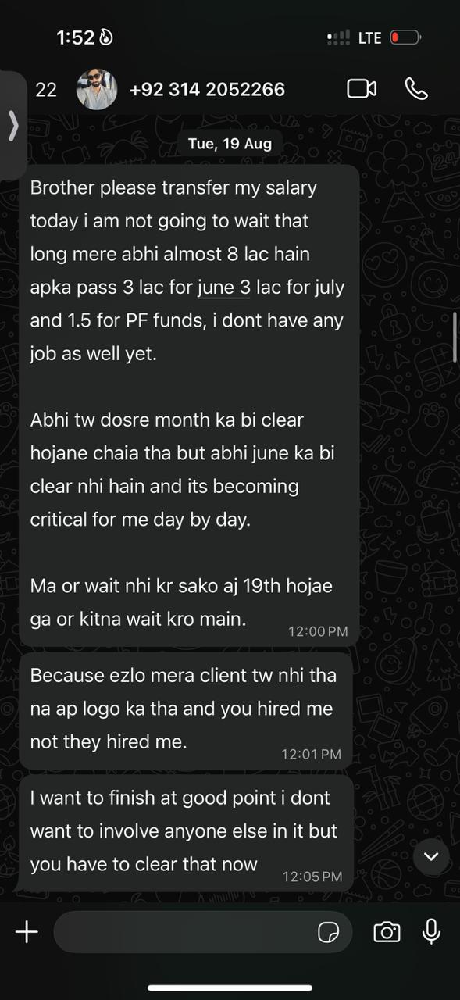 1:52
LTE
22
+92 314 2052266
Tue, 19 Aug
Brother please transfer my salary
today i am not going to wait that
long mere abhi almost 8 lac hain
apka pass 3 lac for june 3 lac for july
and 1.5 for PF funds, i dont have any
job as well yet.
Abhi tw dosre month ka bi clear
hojane chaia tha but abhi june ka bi
clear nhi hain and its becoming
critical for me day by day.
Ma or wait nhi kr sako aj 19th hojae
ga or kitna wait kro main.
12:00 PM
Because ezlo mera client tw nhi tha
na ap logo ka tha and you hired me
not they hired me.
12:01 PM
I want to finish at good point i dont
want to involve anyone else in it but
you have to clear that now
12:05 PM